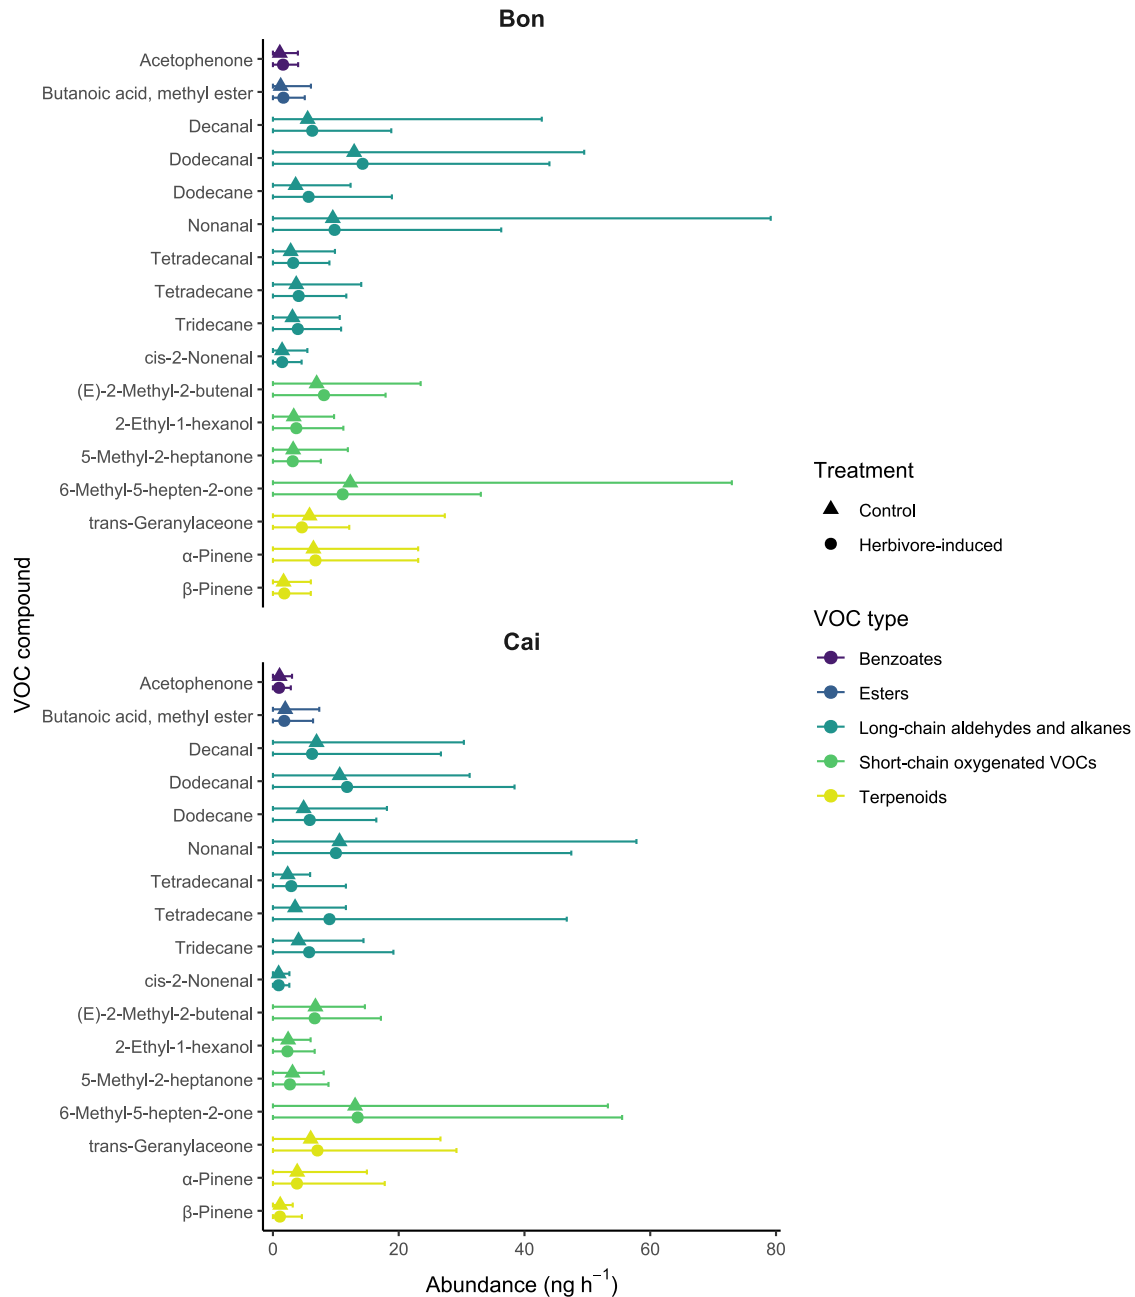 Bon
Acetophenone
Butanoic acid, methyl ester
Decanal
Dodecanal
Dodecane
Nonanal
Tetradecanal
Tetradecane
Tridecane
cis-2-Nonenal
(E)-2-Methyl-2-butenal
2-Ethyl-1-hexanol
5-Methyl-2-heptanone
6-Methyl-5-hepten-2-one
trans-Geranylaceone
α-Pinene
β-Pinene
VOC compound
Cai
Acetophenone
Butanoic acid, methyl ester
Decanal
Dodecanal
Dodecane
Nonanal
Tetradecanal
Tetradecane
Tridecane
cis-2-Nonenal
(E)-2-Methyl-2-butenal
2-Ethyl-1-hexanol
5-Methyl-2-heptanone
6-Methyl-5-hepten-2-one
trans-Geranylaceone
α-Pinene
β-Pinene
0 20 40 60 80
Abundance (ng h⁻¹)
Treatment
Control
Herbivore-induced
VOC type
Benzoates
Esters
Long-chain aldehydes and alkanes
Short-chain oxygenated VOCs
Terpenoids